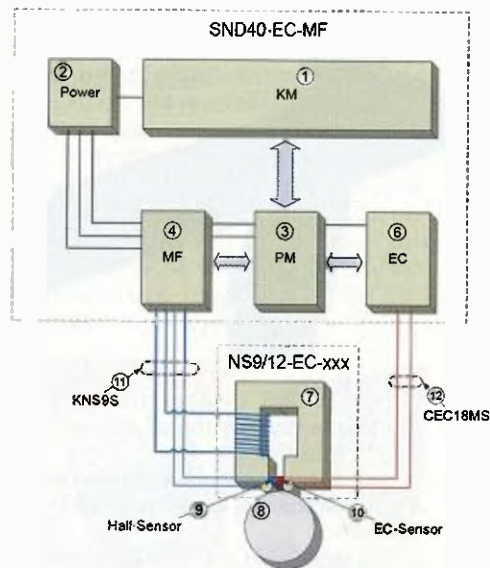 SND40-EC-MF
②
Power
①
KM
④
MF
③
PM
⑥
EC
⑪
KNS9S
NS9/12-EC-xxx
⑦
⑫
CEC18MS
⑨
Half-Sensor
⑧
⑩
EC-Sensor